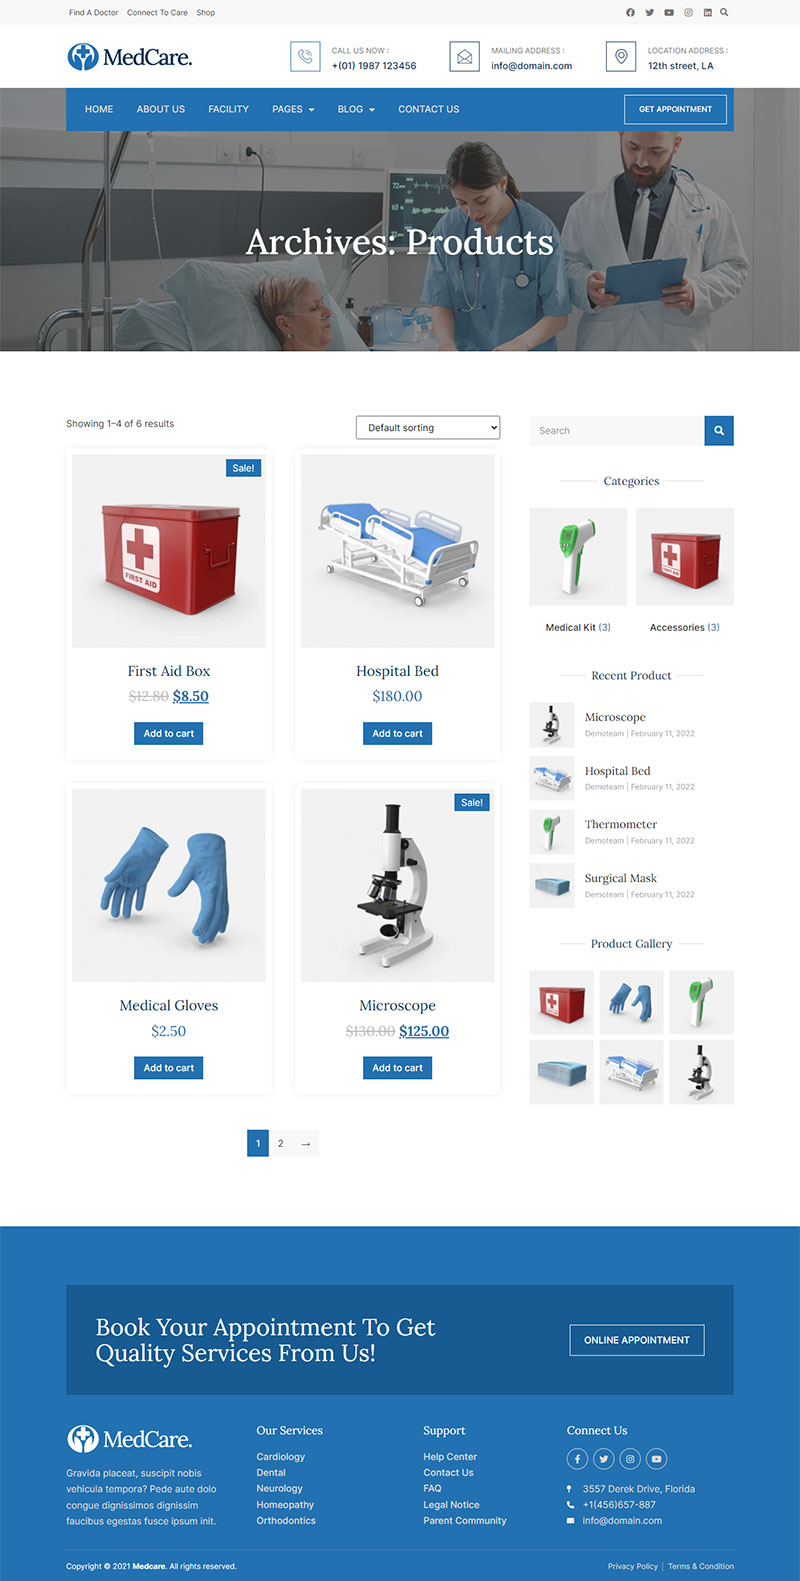 Find A Doctor Connect To Care Shop
MedCare.
CALL US NOW :
+(01) 1987 123456
MAILING ADDRESS :
info@domain.com
LOCATION ADDRESS :
12th street, LA
HOME ABOUT US FACILITY PAGES BLOG CONTACT US
GET APPOINTMENT
Archives: Products
Showing 1–4 of 6 results
Default sorting
Sale!
FIRST AID
First Aid Box
$12.80 $8.50
Add to cart
Hospital Bed
$180.00
Add to cart
Medical Gloves
$2.50
Add to cart
Sale!
Microscope
$130.00 $125.00
Add to cart
1 2 →
Search
Categories
Medical Kit (3)
Accessories (3)
Recent Product
Microscope
Demoteam | February 11, 2022
Hospital Bed
Demoteam | February 11, 2022
Thermometer
Demoteam | February 11, 2022
Surgical Mask
Demoteam | February 11, 2022
Product Gallery
Book Your Appointment To Get
Quality Services From Us!
ONLINE APPOINTMENT
MedCare.
Gravida placeat, suscipit nobis
vehicula tempora? Pede aute dolo
congue dignissimos dignissim
faucibus egestas fusce ipsum init.
Our Services
Cardiology
Dental
Neurology
Homeopathy
Orthodontics
Support
Help Center
Contact Us
FAQ
Legal Notice
Parent Community
Connect Us
3557 Derek Drive, Florida
+1(456)657-887
info@domain.com
Copyright © 2021 Medcare. All rights reserved.
Privacy Policy | Terms & Condition